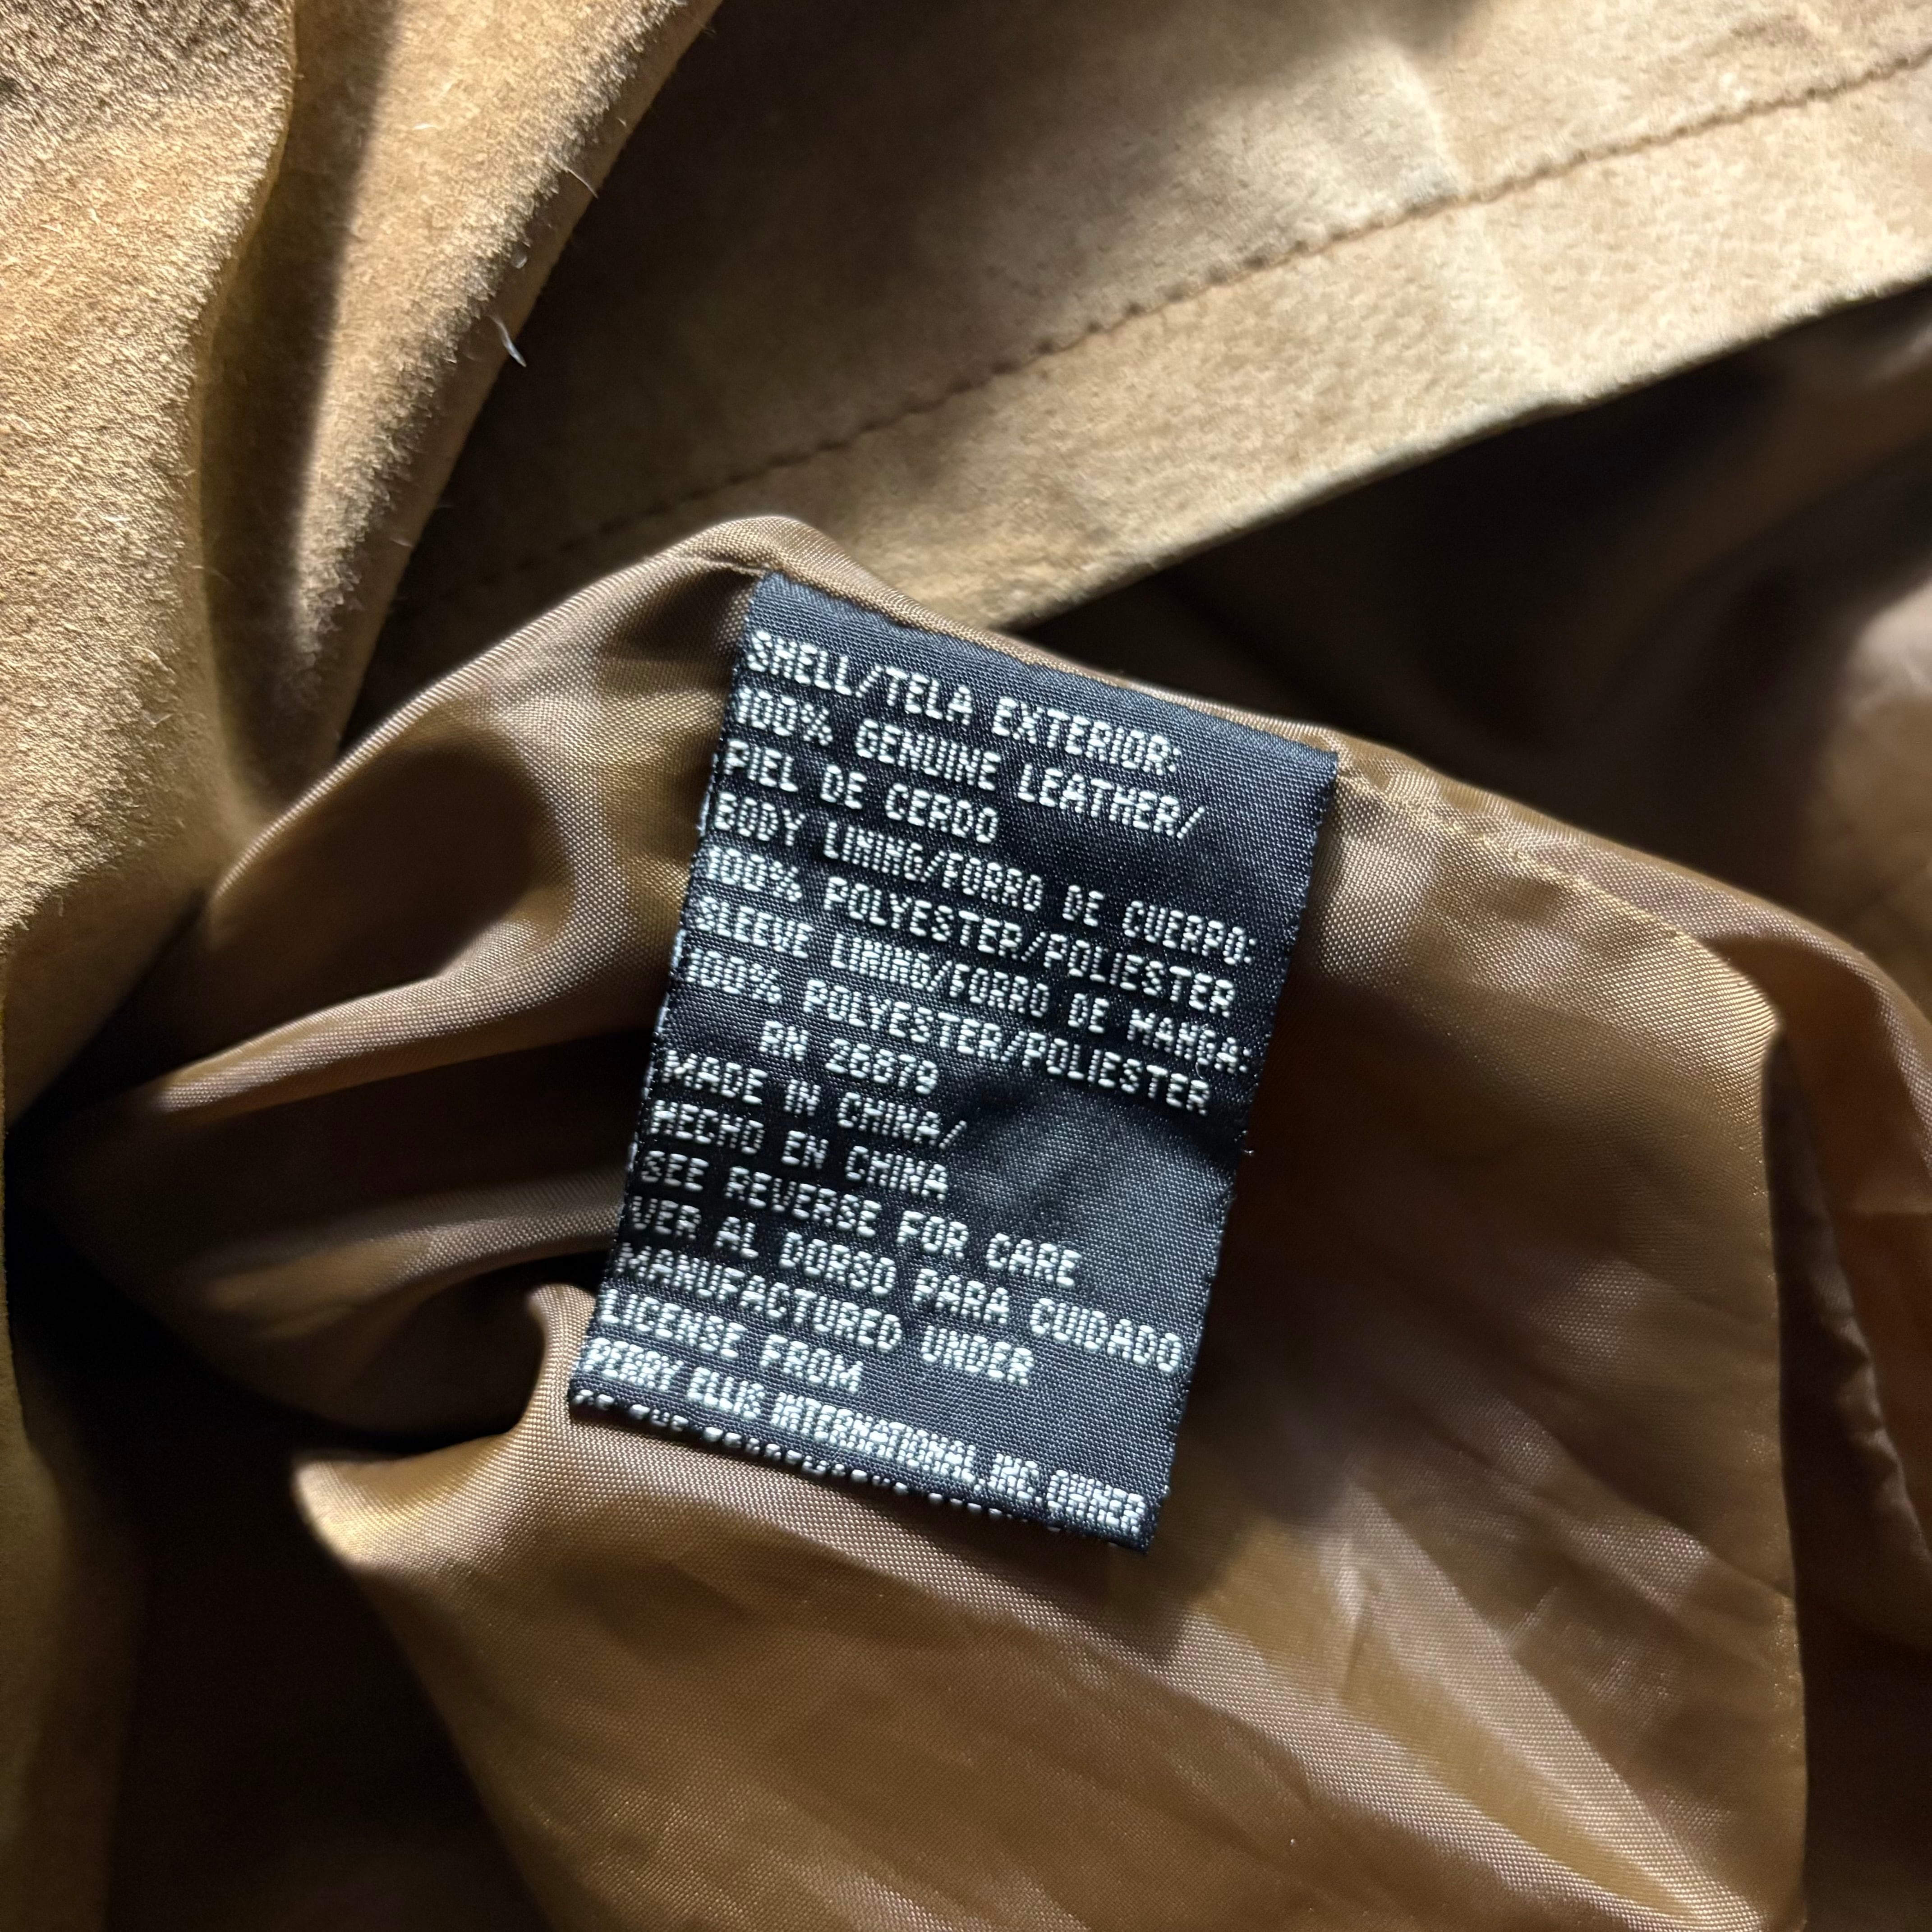 SHELL/TELA EXTERIOR:
100% GENUINE LEATHER/
PIEL DE CERDO
BODY LINING/FORRO DE CUERPO:
100% POLYESTER/POLIESTER
SLEEVE LINING/FORRO DE MANGA:
100% POLYESTER/POLIESTER
RN
MADE IN CHINA/
HECHO EN CHINA
SEE REVERSE FOR CARE
VER AL DORSO PARA CUIDADO
MANUFACTURED UNDER
LICENSE FROM
PERRY ELLIS INTERNATIONAL, INC. OWNER